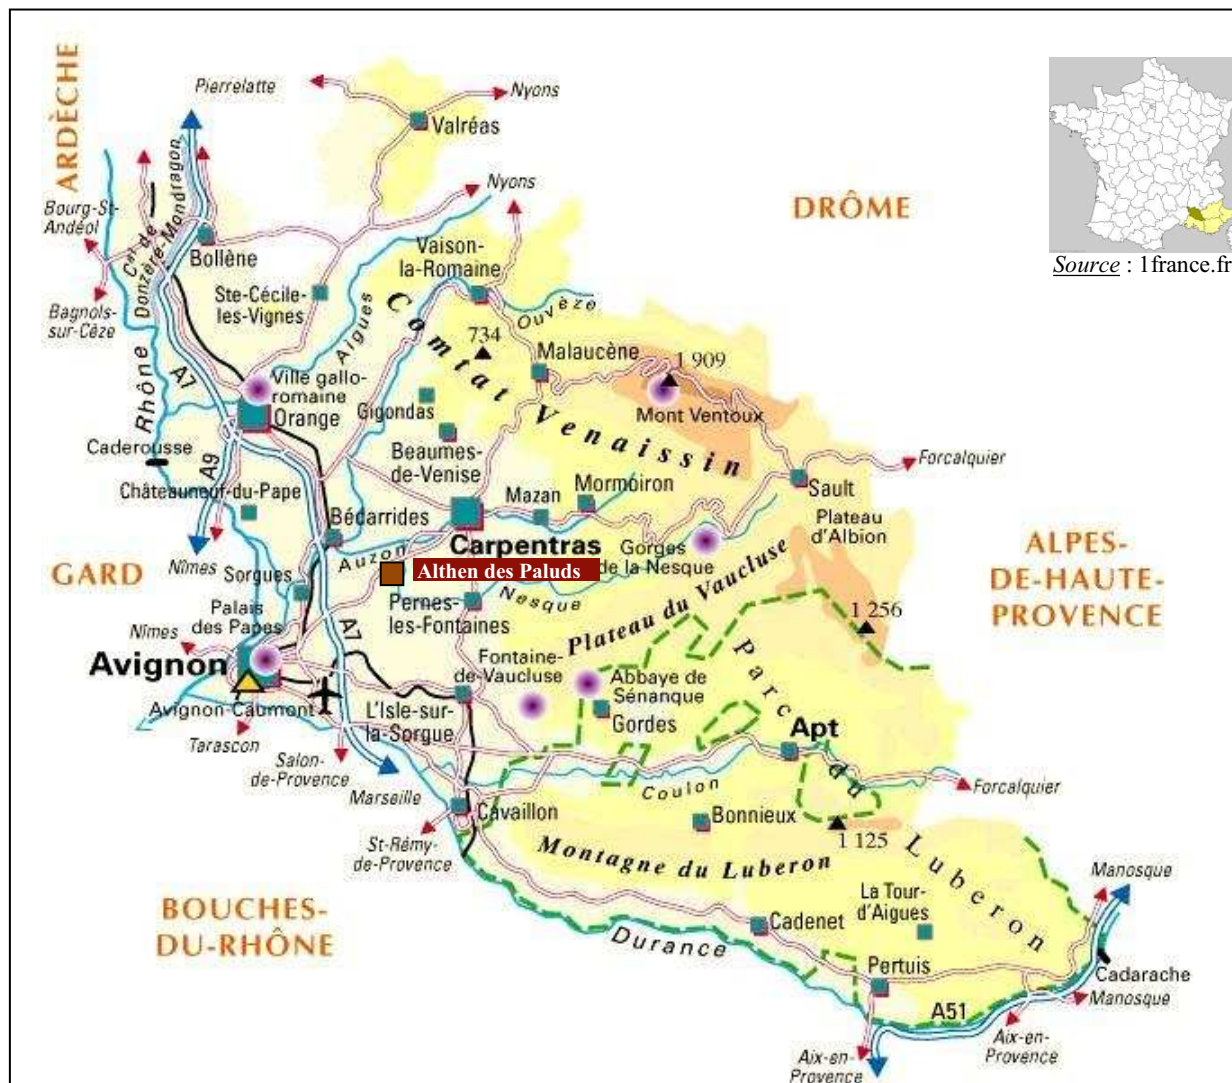 ARDÈCHE
Pierrelatte
Nyons
Valréas
Nyons
DRÔME
Source : 1france.fr
Bourg-St-
Andéol
Cal de
Donzère-Mondragon
Bollène
Vaison-
la-Romaine
Ste-Cécile-
les-Vignes
Bagnols-
sur-Cèze
Aigues
Ouvèze
Comtat Venaissin
734
Malaucène
1 909
Mont Ventoux
Rhône
A7
Ville gallo-
romaine
Orange
Gigondas
Caderousse
A9
Beaumes-
de-Venise
Forcalquier
Châteauneuf-du-Pape
Mazan
Mormoiron
Sault
Bédarrides
Plateau
d'Albion
Auzon
Carpentras
Gorges
de la Nesque
ALPES-
DE-HAUTE-
PROVENCE
GARD
Nîmes
Sorgues
Althen des Paluds
Nesque
Plateau du Vaucluse
Palais
des Papes
Pernes-
les-Fontaines
1 256
Nîmes
A7
Avignon
Fontaine-
de-Vaucluse
Abbaye de
Sénanque
Parc du Luberon
Avignon-Caumont
L'Isle-sur-
la-Sorgue
Gordes
Apt
Tarascon
Salon-
de-Provence
Marseille
Coulon
Forcalquier
Cavaillon
Bonnieux
1 125
St-Rémy-
de-Provence
Montagne du Luberon
Manosque
BOUCHES-
DU-RHÔNE
La Tour-
d'Aigues
Cadenet
Durance
Pertuis
Cadarache
Manosque
A51
Aix-en-
Provence
Aix-en-
Provence